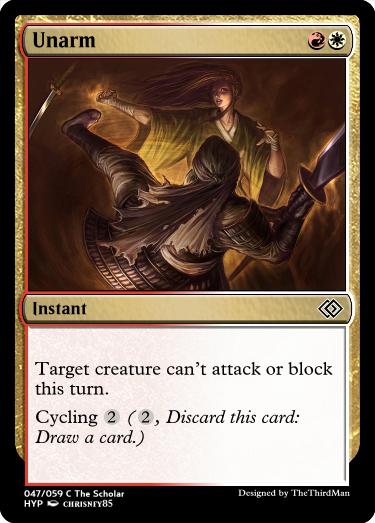 Unarm
Instant
Target creature can't attack or block
this turn.
Cycling 2 ( 2, Discard this card:
Draw a card.)
047/059 C The Scholar
Designed by TheThirdMan
HYP chrisnfy85